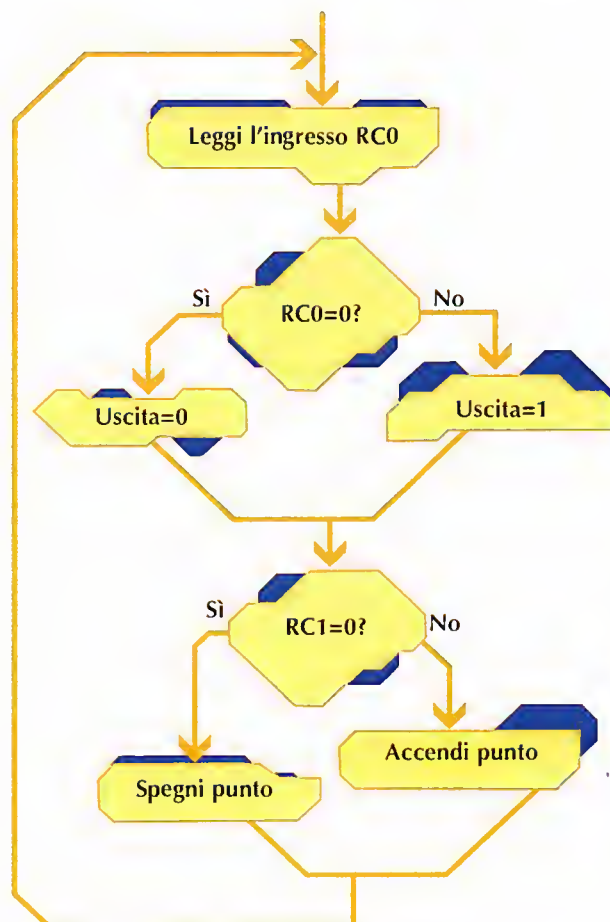 Leggi l'ingresso RC0
Sì
RC0=0?
No
Uscita=0
Uscita=1
Sì
RC1=0?
No
Spegni punto
Accendi punto